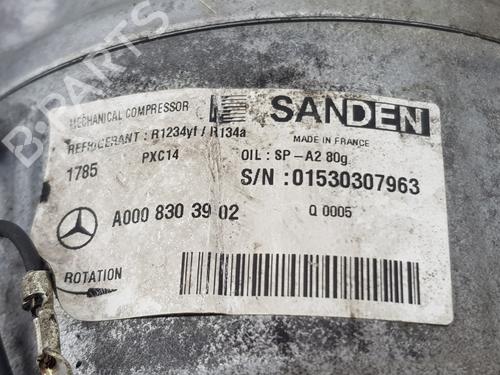 MECHANICAL COMPRESSOR
SANDEN
REFRIGERANT : R1234yf / R134a
MADE IN FRANCE
1785 PXC14
OIL : SP-A2 80g
S/N :01530307963
A000 830 39 02
Q 0005
ROTATION
B-PARTS